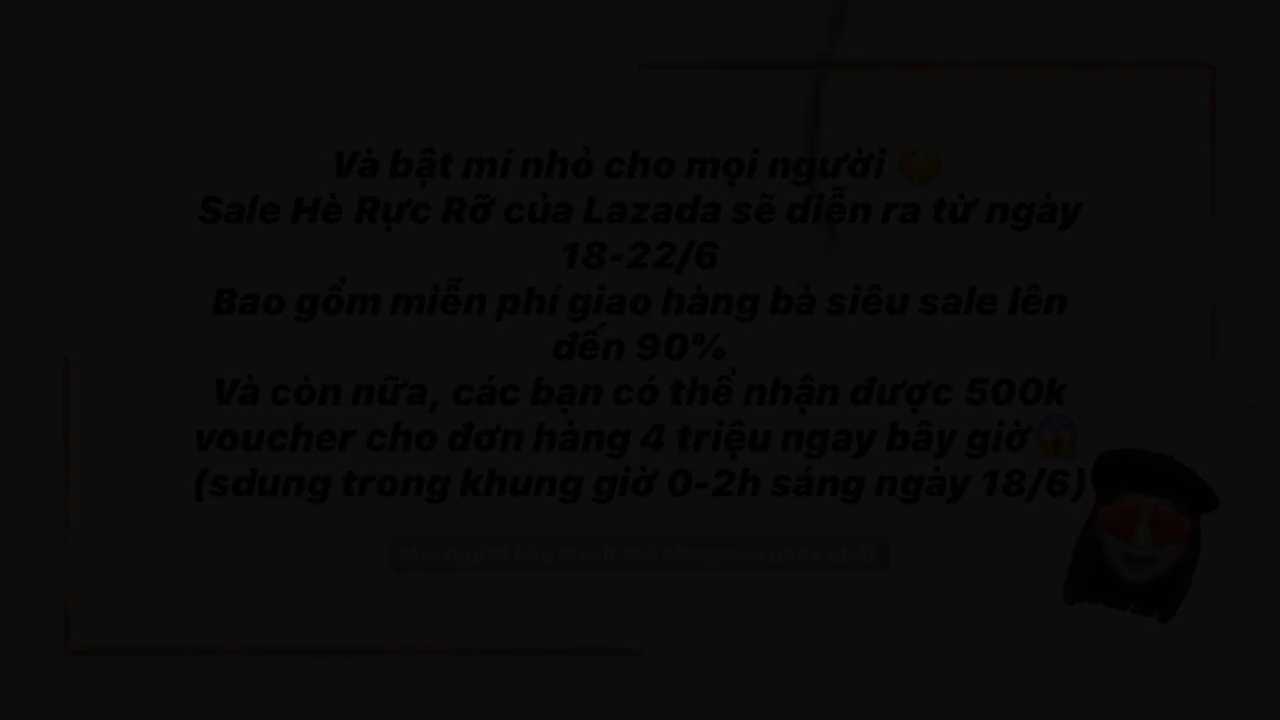 Và bật mí nhỏ cho mọi người 🤭
Sale Hè Rực Rỡ của Lazada sẽ diễn ra từ ngày
18-22/6
Bao gồm miễn phí giao hàng bà siêu sale lên
đến 90%
Và còn nữa, các bạn có thể nhận được 500k
voucher cho đơn hàng 4 triệu ngay bây giờ 😱
(sdung trong khung giờ 0-2h sáng ngày 18/6)